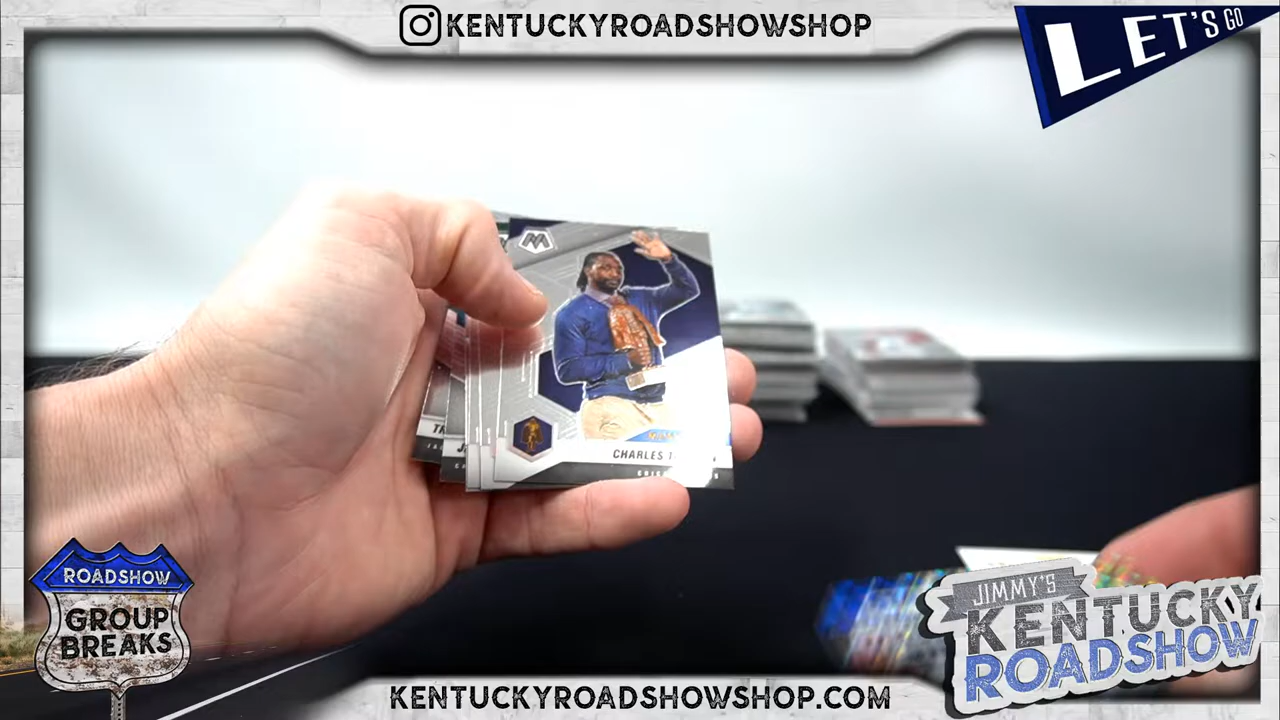 KENTUCKYROADSHOWSHOP
LET'S GO
M
CHARLES T
ROADSHOW
GROUP
BREAKS
JIMMY'S
KENTUCKY
ROADSHOW
KENTUCKYROADSHOWSHOP.COM